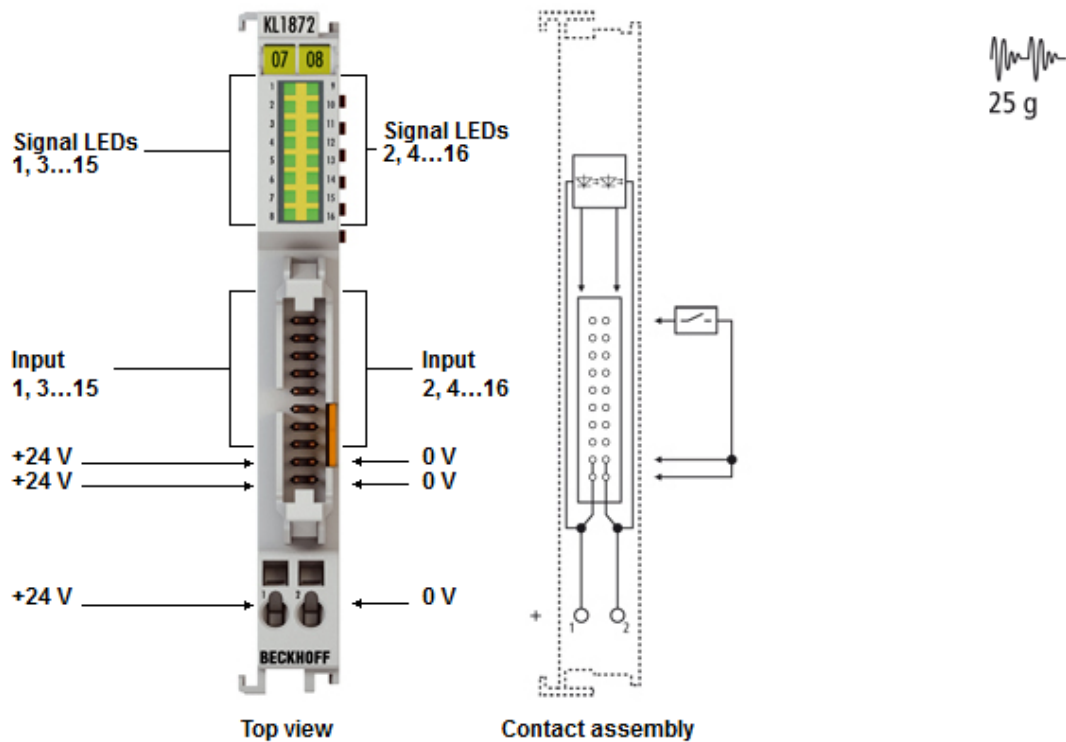 KL1872
07 08
1 9
2 10
3 11
4 12
5 13
6 14
7 15
8 16
Signal LEDs
1, 3...15
Signal LEDs
2, 4...16
25 g
Input
1, 3...15
Input
2, 4...16
+24 V
0 V
+24 V
0 V
+24 V
0 V
1 2
+
1 2
BECKHOFF
Top view
Contact assembly